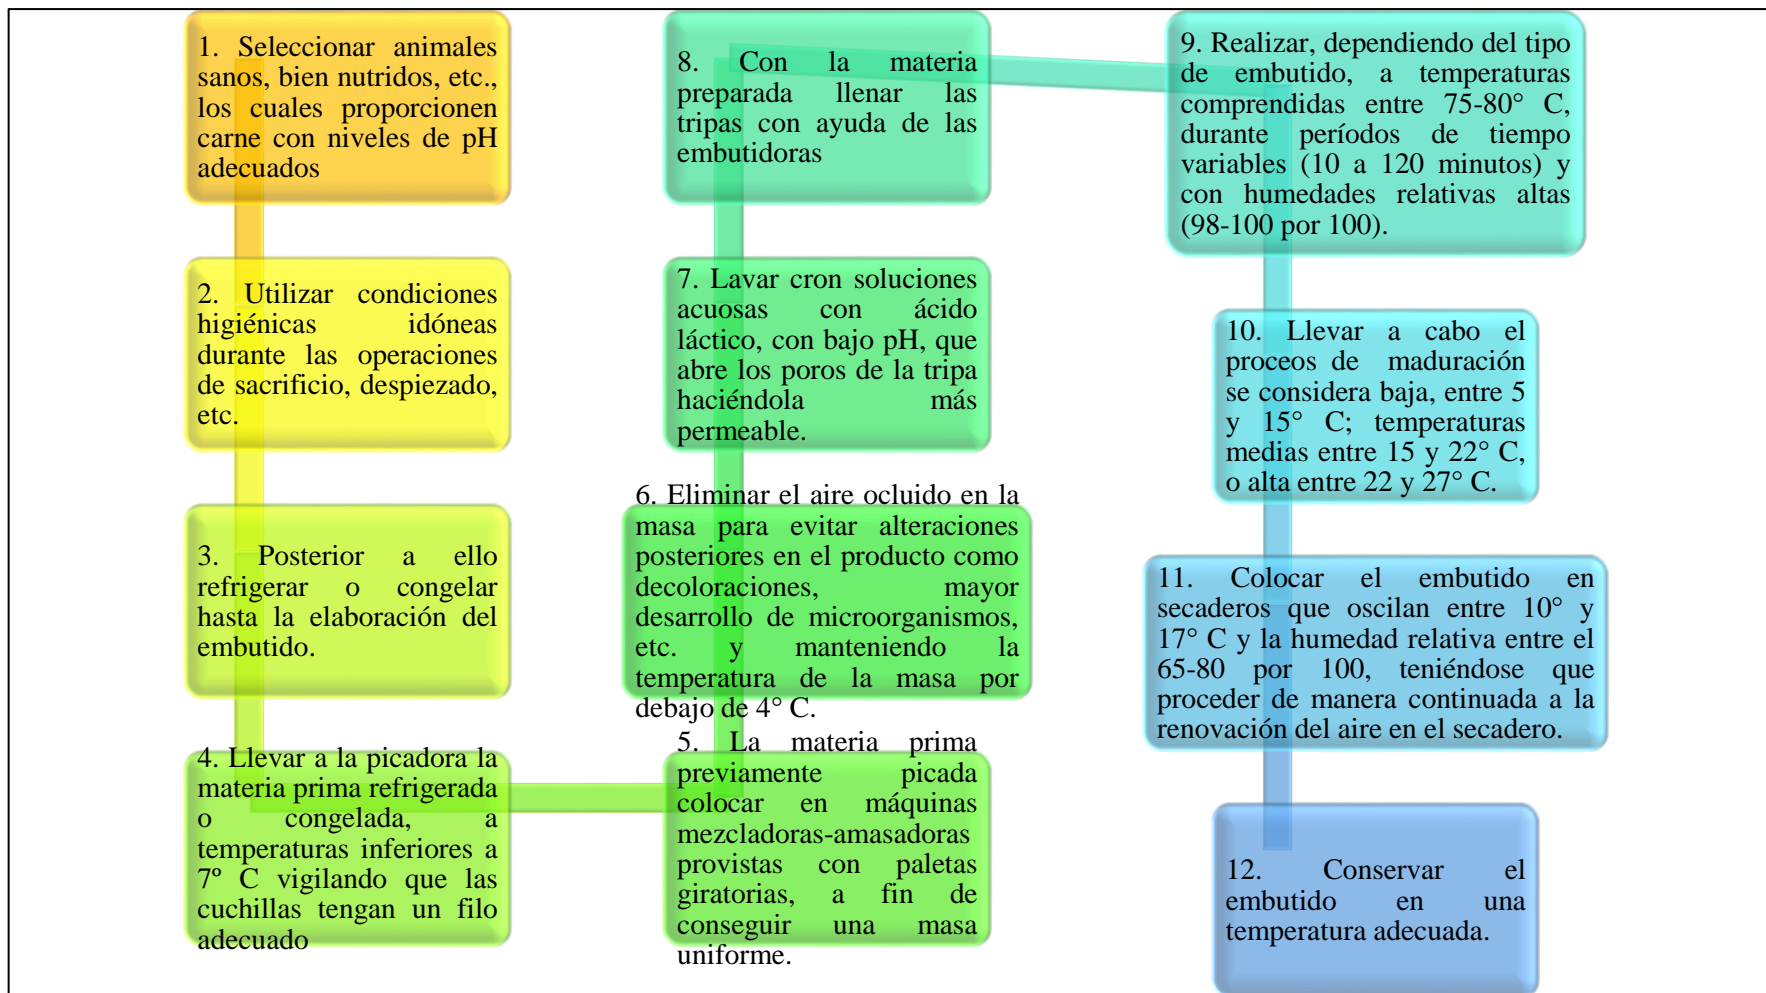 1. Seleccionar animales
sanos, bien nutridos, etc.,
los cuales proporcionen
carne con niveles de pH
adecuados
2. Utilizar condiciones
higiénicas idóneas
durante las operaciones
de sacrificio, despiezado,
etc.
3. Posterior a ello
refrigerar o congelar
hasta la elaboración del
embutido.
4. Llevar a la picadora la
materia prima refrigerada
o congelada, a
temperaturas inferiores a
7º C vigilando que las
cuchillas tengan un filo
adecuado
5. La materia prima
previamente picada
colocar en máquinas
mezcladoras-amasadoras
provistas con paletas
giratorias, a fin de
conseguir una masa
uniforme.
6. Eliminar el aire ocluido en la
masa para evitar alteraciones
posteriores en el producto como
decoloraciones, mayor
desarrollo de microorganismos,
etc. y manteniendo la
temperatura de la masa por
debajo de 4° C.
7. Lavar cron soluciones
acuosas con ácido
láctico, con bajo pH, que
abre los poros de la tripa
haciéndola más
permeable.
8. Con la materia
preparada llenar las
tripas con ayuda de las
embutidoras
9. Realizar, dependiendo del tipo
de embutido, a temperaturas
comprendidas entre 75-80° C,
durante períodos de tiempo
variables (10 a 120 minutos) y
con humedades relativas altas
(98-100 por 100).
10. Llevar a cabo el
proceos de maduración
se considera baja, entre 5
y 15° C; temperaturas
medias entre 15 y 22° C,
o alta entre 22 y 27° C.
11. Colocar el embutido en
secaderos que oscilan entre 10° y
17° C y la humedad relativa entre el
65-80 por 100, teniéndose que
proceder de manera continuada a la
renovación del aire en el secadero.
12. Conservar el
embutido en una
temperatura adecuada.